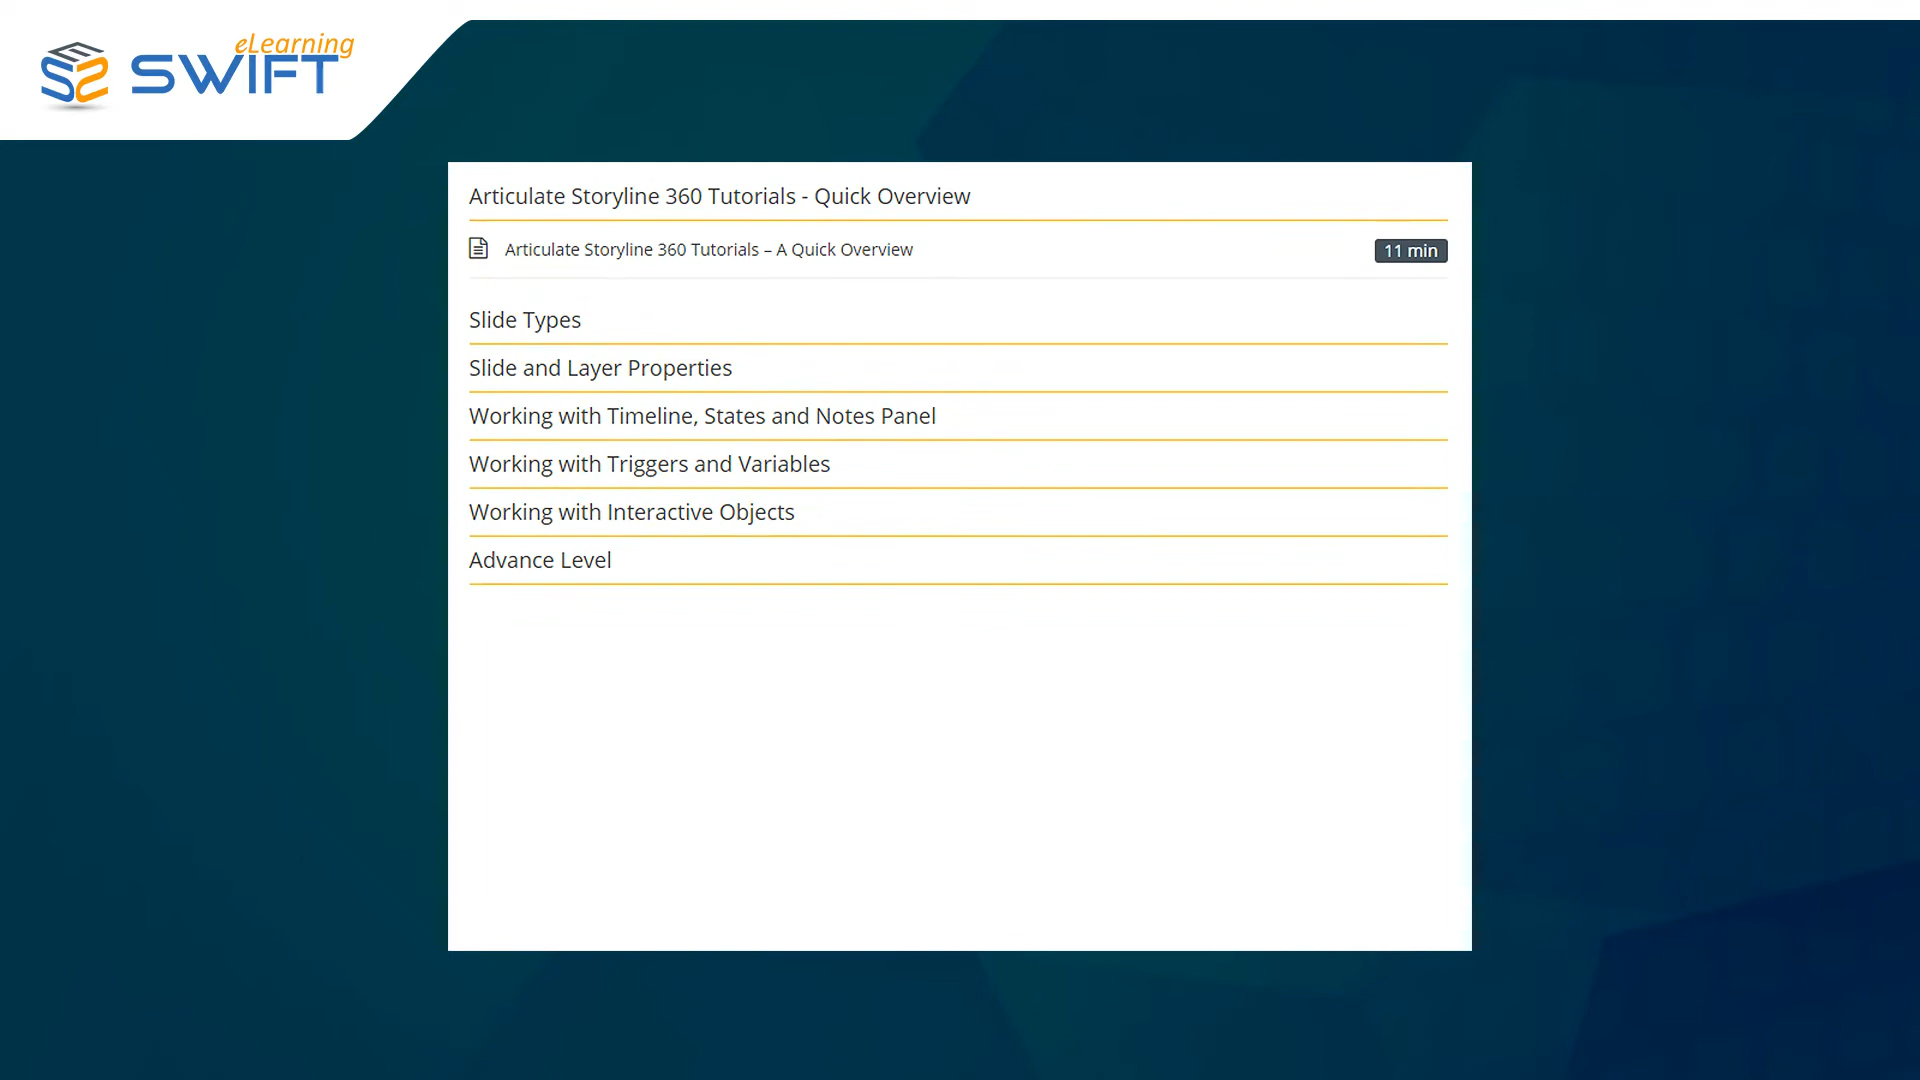 eLearning
SWIFT
Articulate Storyline 360 Tutorials - Quick Overview
Articulate Storyline 360 Tutorials – A Quick Overview 11 min
Slide Types
Slide and Layer Properties
Working with Timeline, States and Notes Panel
Working with Triggers and Variables
Working with Interactive Objects
Advance Level